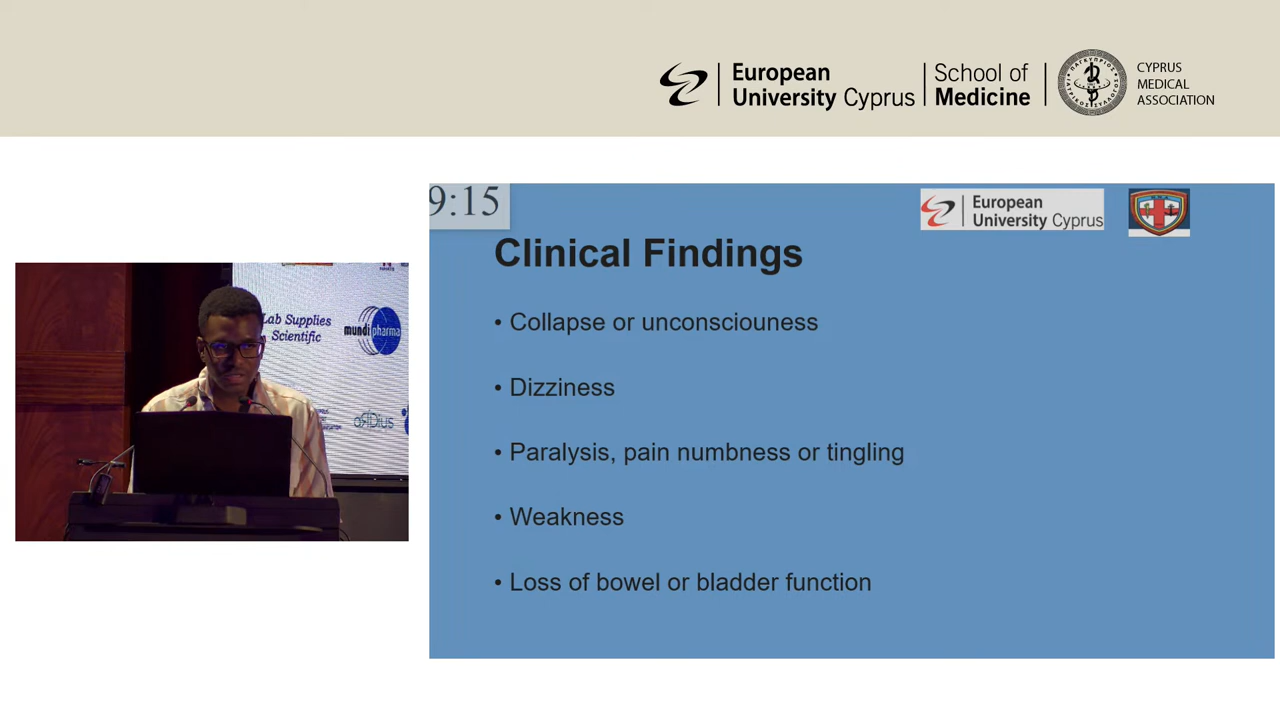 European
University Cyprus
School of
Medicine
CYPRUS
MEDICAL
ASSOCIATION
9:15
European
University Cyprus
Clinical Findings
• Collapse or unconsciouness
• Dizziness
• Paralysis, pain numbness or tingling
• Weakness
• Loss of bowel or bladder function
Lab Supplies
Scientific
mundipharma